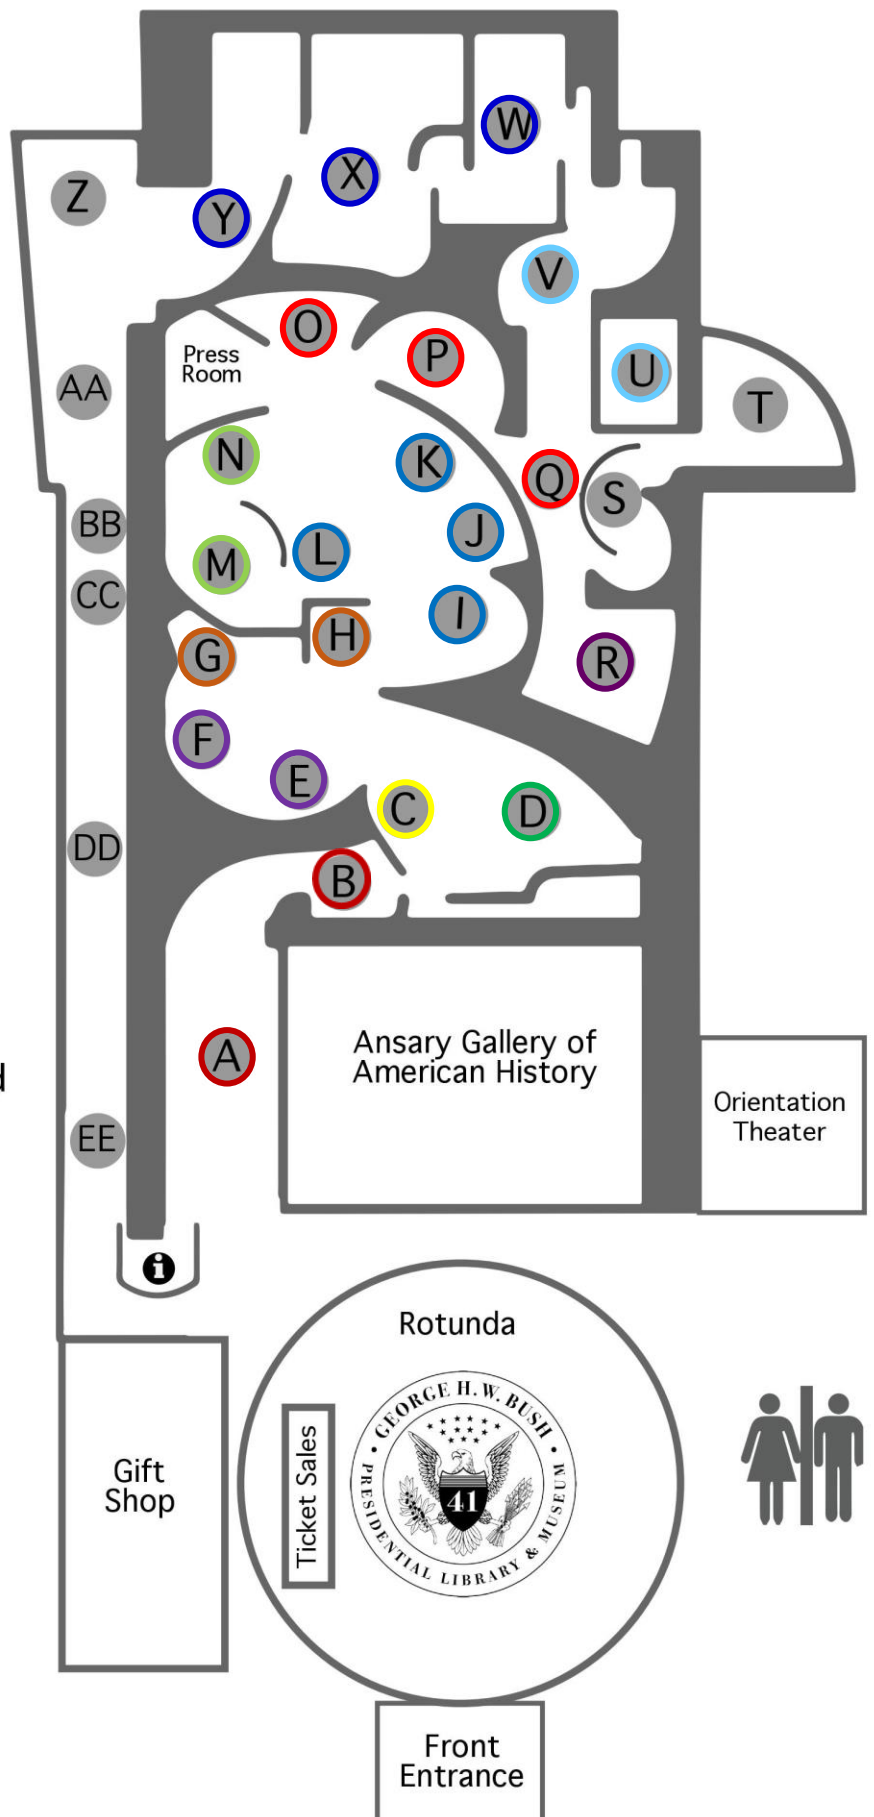 W
X
Z
Y
V
O
P
Press
Room
U
AA
T
N
K
Q
S
BB
J
L
M
CC
I
H
G
R
F
E
C
D
DD
B
A
Ansary Gallery of
American History
d
Orientation
Theater
EE
i
Rotunda
GEORGE H.W. BUSH
PRESIDENTIAL LIBRARY & MUSEUM
41
Ticket Sales
Gift
Shop
Front
Entrance